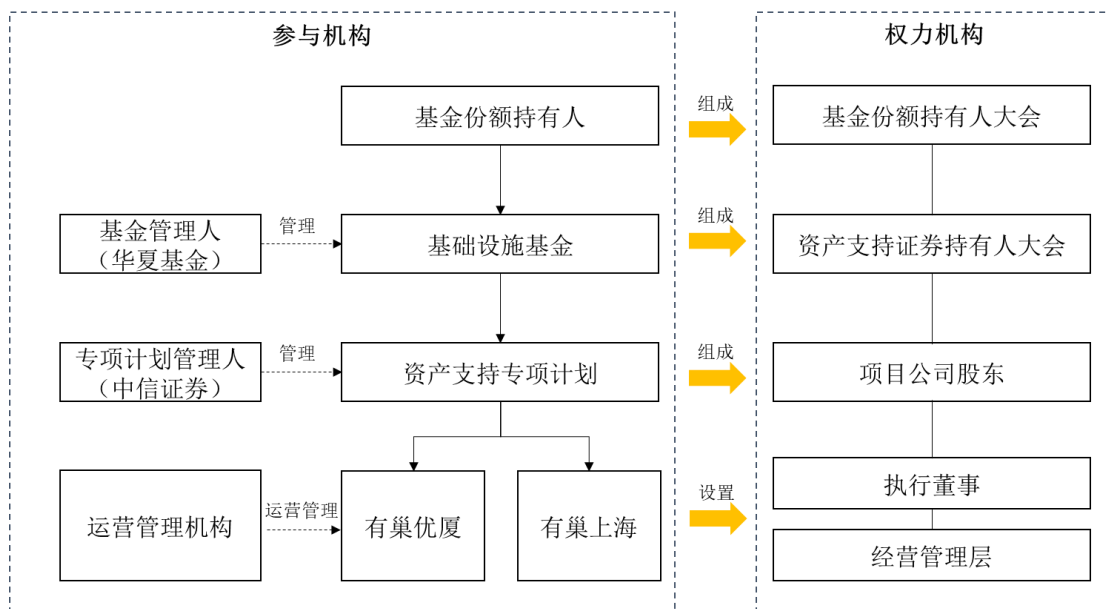 参与机构
权力机构
基金份额持有人
组成
基金份额持有人大会
基金管理人
（华夏基金）
管理
基础设施基金
组成
资产支持证券持有人大会
专项计划管理人
（中信证券）
管理
资产支持专项计划
组成
项目公司股东
运营管理机构
运营管理
有巢优厦
有巢上海
设置
执行董事
经营管理层